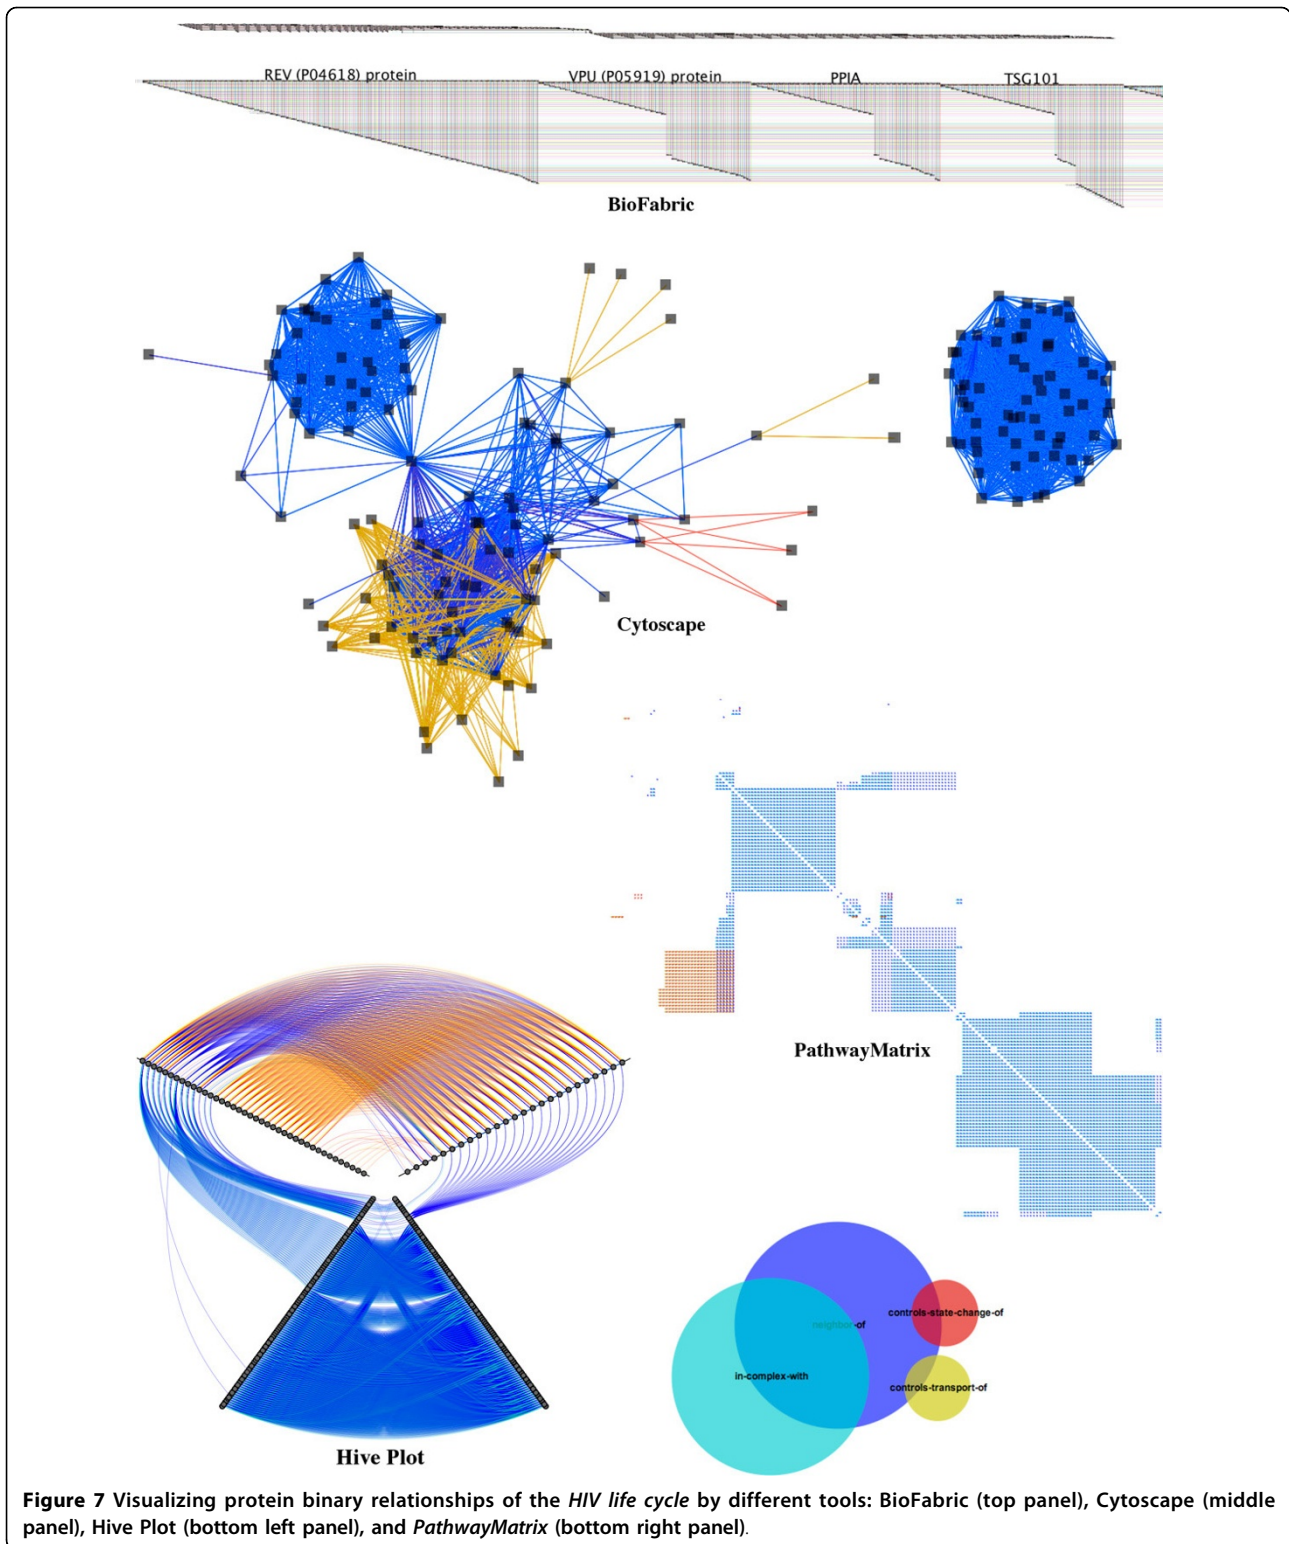 REV (P04618) protein
VPU (P05919) protein
PPIA
TSG101
BioFabric
Cytoscape
PathwayMatrix
controls-state-change-of
neighbor-of
in-complex-with
controls-transport-of
Hive Plot
Figure 7 Visualizing protein binary relationships of the HIV life cycle by different tools: BioFabric (top panel), Cytoscape (middle
panel), Hive Plot (bottom left panel), and PathwayMatrix (bottom right panel).